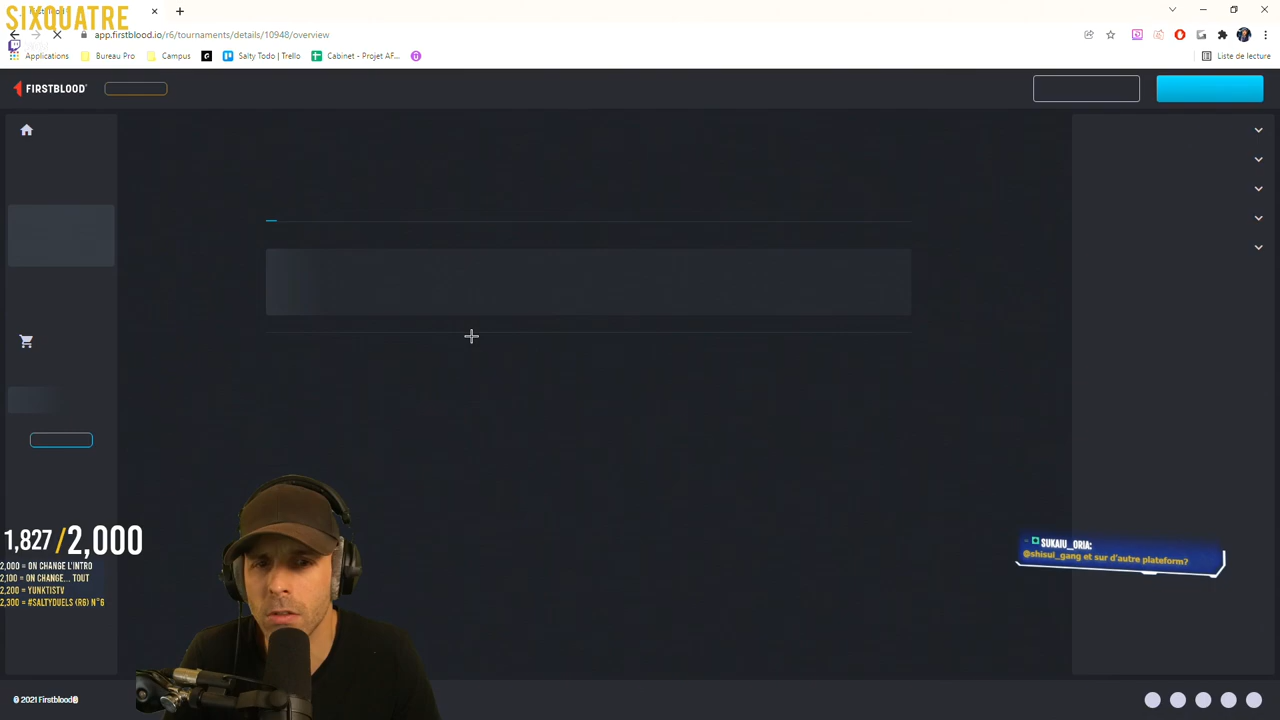 SIXQUATRE
app.firstblood.io/r6/tournaments/details/10948/overview
Applications
Bureau Pro
Campus
Salty Todo | Trello
Cabinet - Projet AF...
Liste de lecture
FIRSTBLOOD
1,827 /2,000
2,000 = ON CHANGE L'INTRO
2,100 = ON CHANGE... TOUT
2,200 = YUNKTISTV
2,300 = #SALTYDUELS (R6) N°6
SUKAIU_ORIA:
@shisui_gang et sur d'autre plateform?
© 2021 Firstblood®